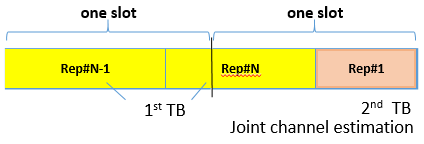 one slot one slot
Rep#N-1 Rep#N Rep#1
1st TB 2nd TB
Joint channel estimation